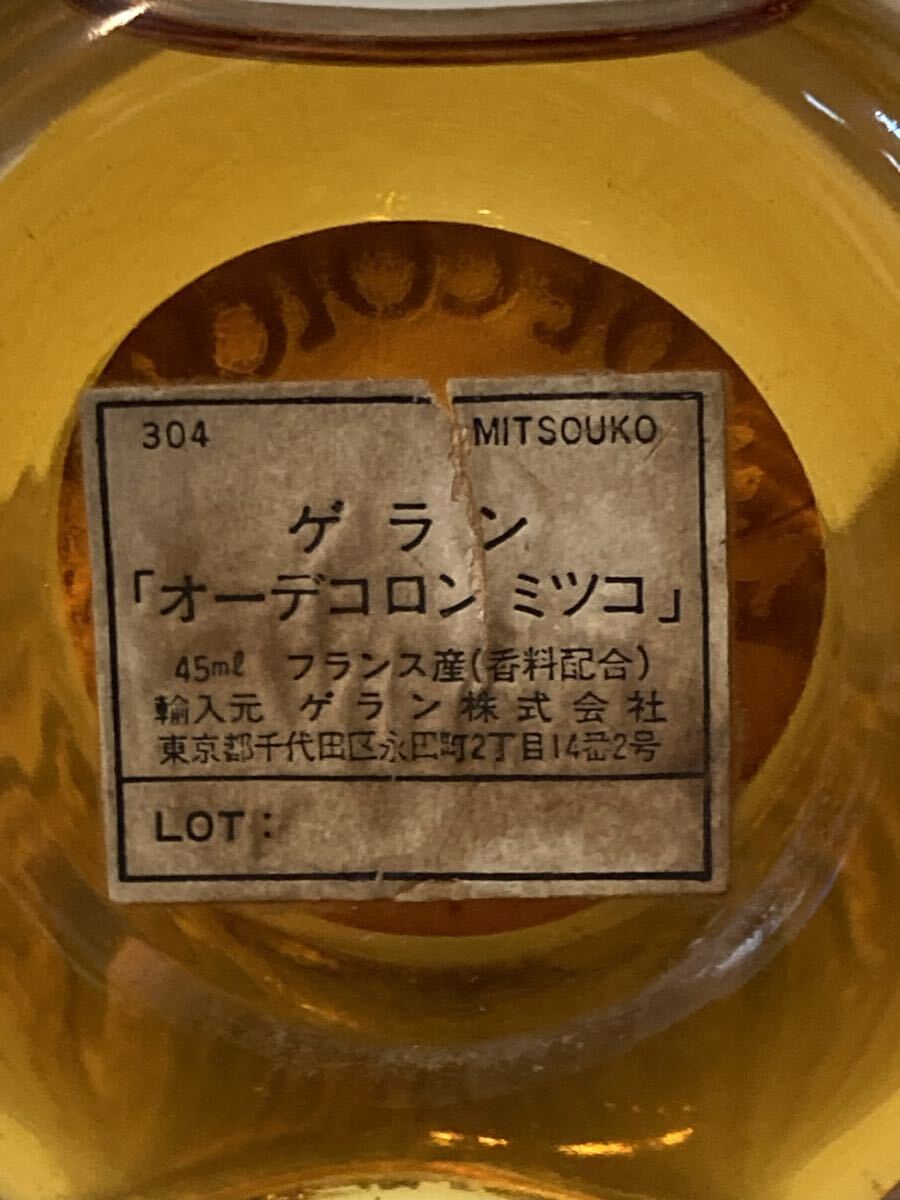 304 MITSOUKO
ゲラン
「オーデコロン ミツコ」
45ml フランス産(香料配合)
輸入元 ゲラン株式会社
東京都千代田区永田町2丁目14番2号
LOT: